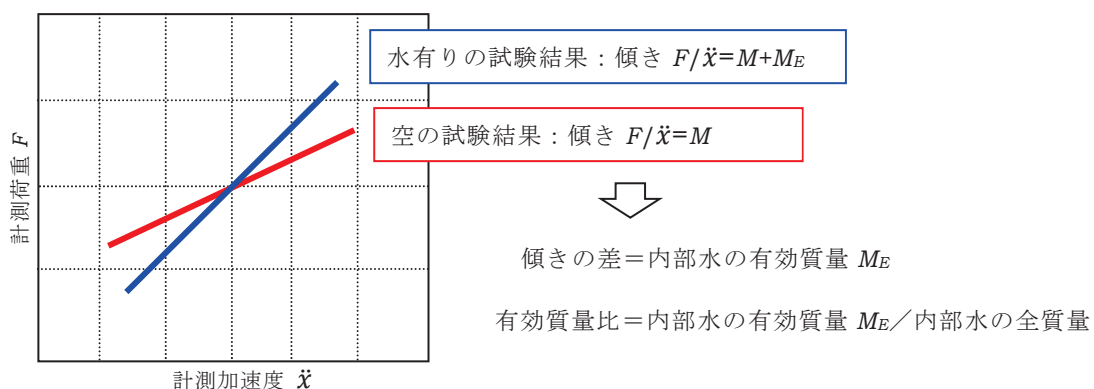 水有りの試験結果：傾き F/ẍ=M+ME
空の試験結果：傾き F/ẍ=M
計測荷重 F
傾きの差＝内部水の有効質量 ME
有効質量比＝内部水の有効質量 ME／内部水の全質量
計測加速度 ẍ